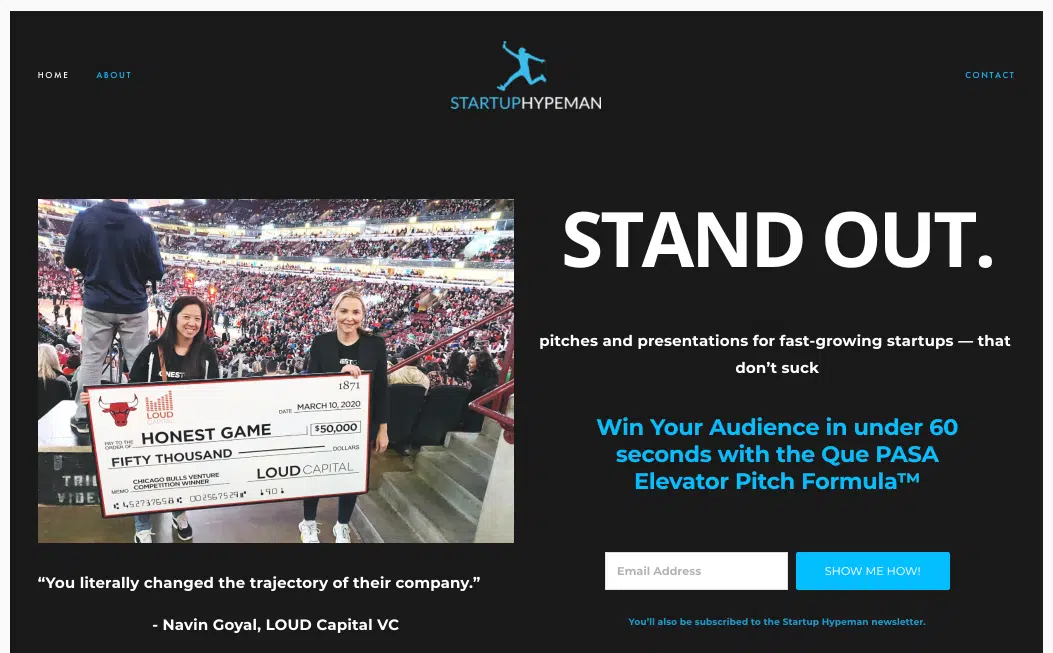 HOME
ABOUT
STARTUPHYPEMAN
CONTACT
STAND OUT.
pitches and presentations for fast-growing startups — that
don’t suck
Win Your Audience in under 60
seconds with the Que PASA
Elevator Pitch Formula™
Email Address
SHOW ME HOW!
You’ll also be subscribed to the Startup Hypeman newsletter.
1871
LOUD
CAPITAL
DATE MARCH 10, 2020
PAY TO THE
ORDER OF HONEST GAME
$50,000
FIFTY THOUSAND
DOLLARS
MEMO CHICAGO BULLS VENTURE
COMPETITION WINNER
LOUD CAPITAL
“You literally changed the trajectory of their company.”
- Navin Goyal, LOUD Capital VC